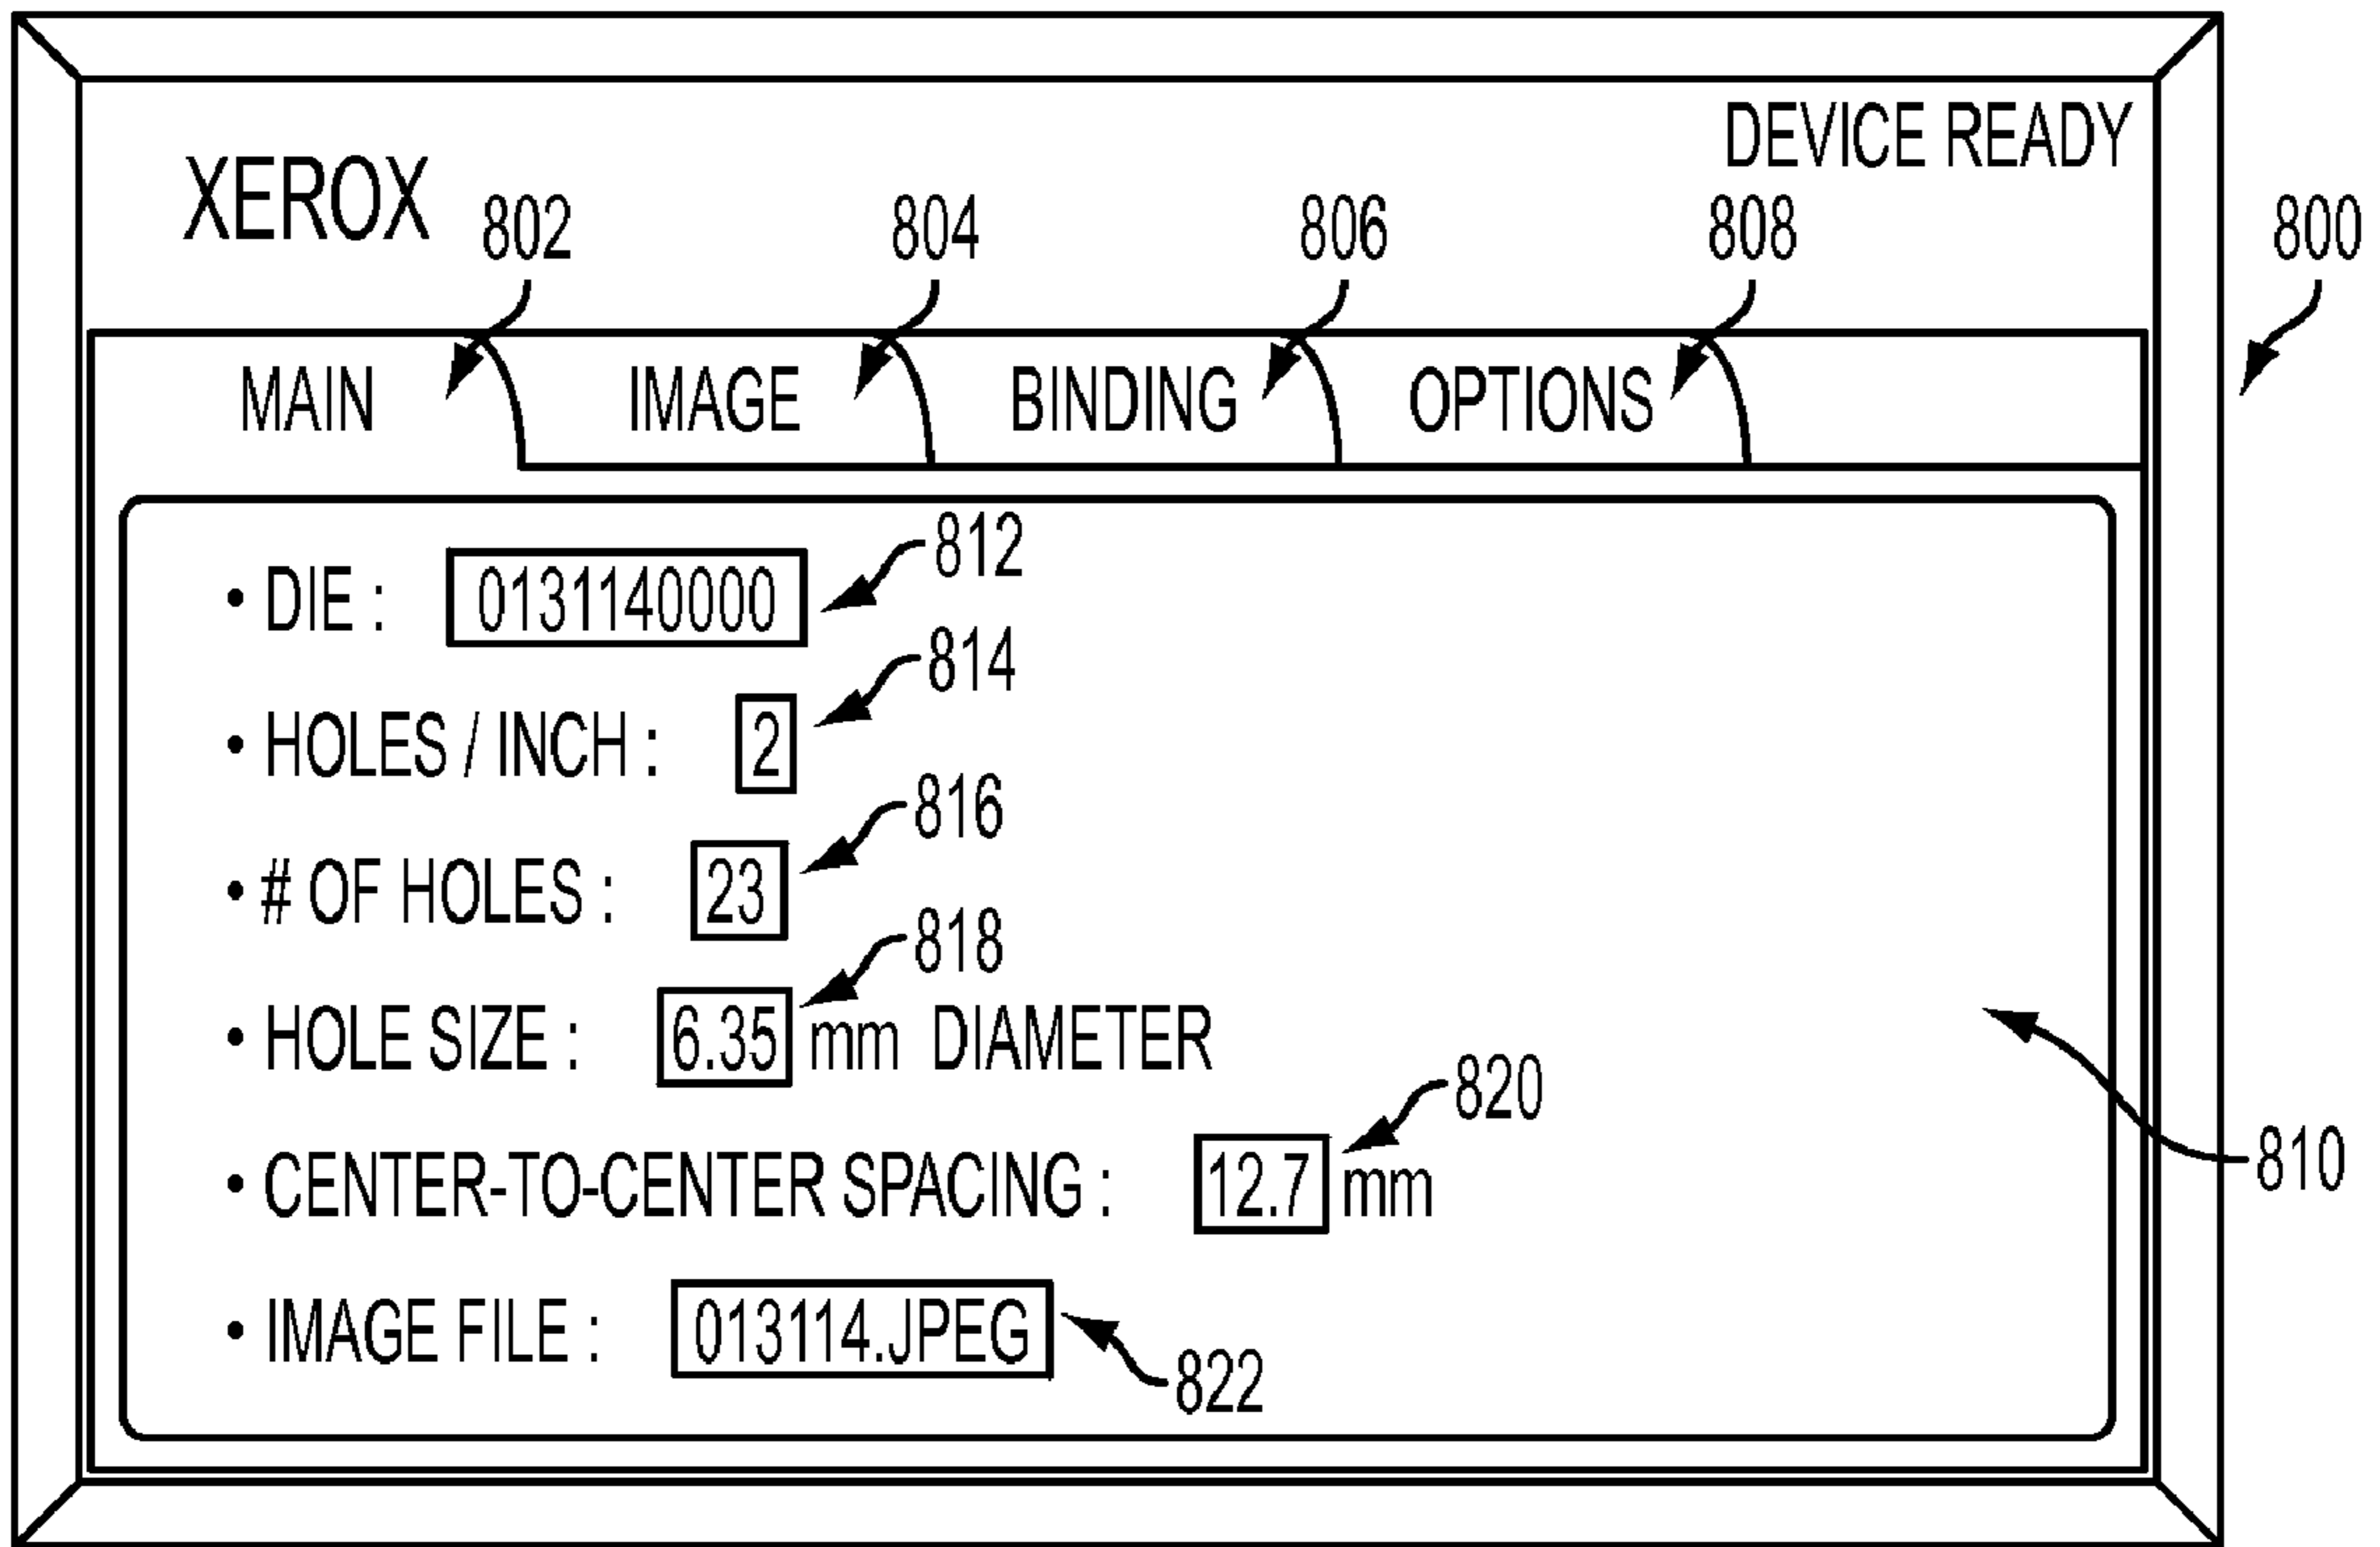 DEVICE READY
XEROX
802 804 806 808 800
MAIN IMAGE BINDING OPTIONS
• DIE : 0131140000 812
• HOLES / INCH : 2 814
• # OF HOLES : 23 816
• HOLE SIZE : 6.35 mm DIAMETER 818
• CENTER-TO-CENTER SPACING : 12.7 mm 820
810
• IMAGE FILE : 013114.JPEG 822